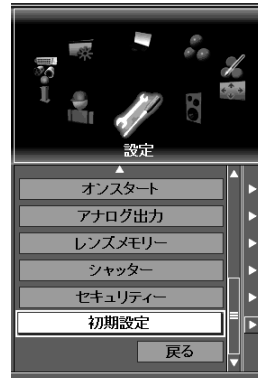 設定
オンスタート
アナログ出力
レンズメモリー
シャッター
セキュリティー
初期設定
戻る